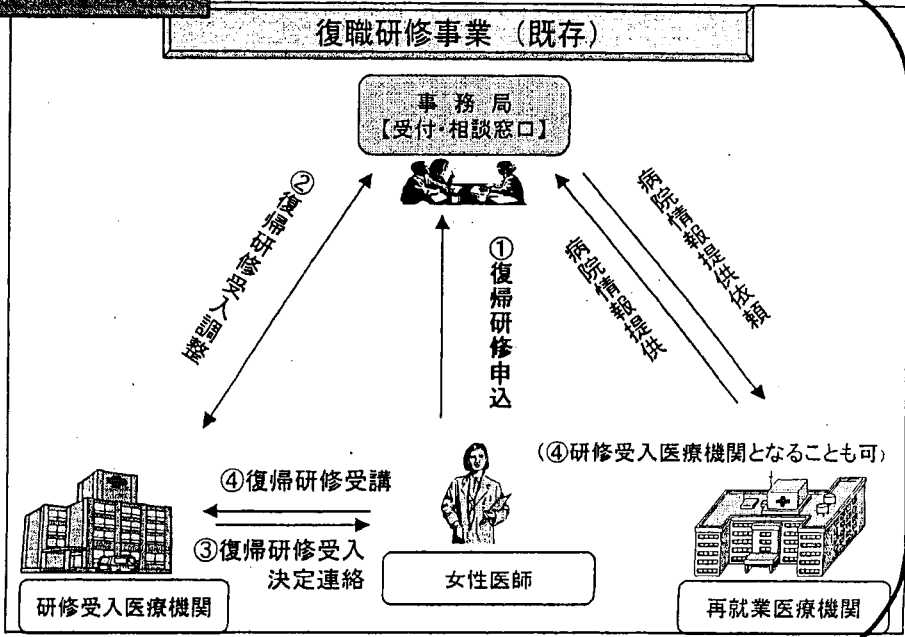 復職研修事業（既存）
事務局
【受付・相談窓口】
②復帰研修受入調整
①復帰研修申込
病院情報提供
病院情報提供依頼
（④研修受入医療機関となることも可）
④復帰研修受講
③復帰研修受入
決定連絡
研修受入医療機関
女性医師
再就業医療機関